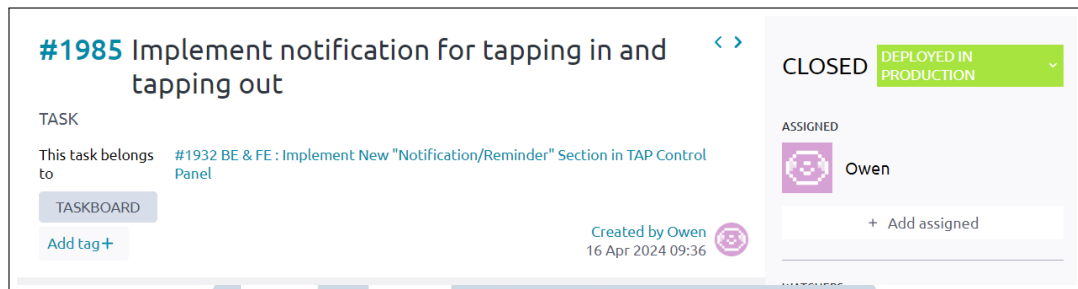 #1985 Implement notification for tapping in and
tapping out
TASK
This task belongs
to
#1932 BE & FE : Implement New "Notification/Reminder" Section in TAP Control
Panel
TASKBOARD
Add tag+
Created by Owen
16 Apr 2024 09:36
CLOSED
DEPLOYED IN
PRODUCTION
ASSIGNED
Owen
+ Add assigned
WATCHERS